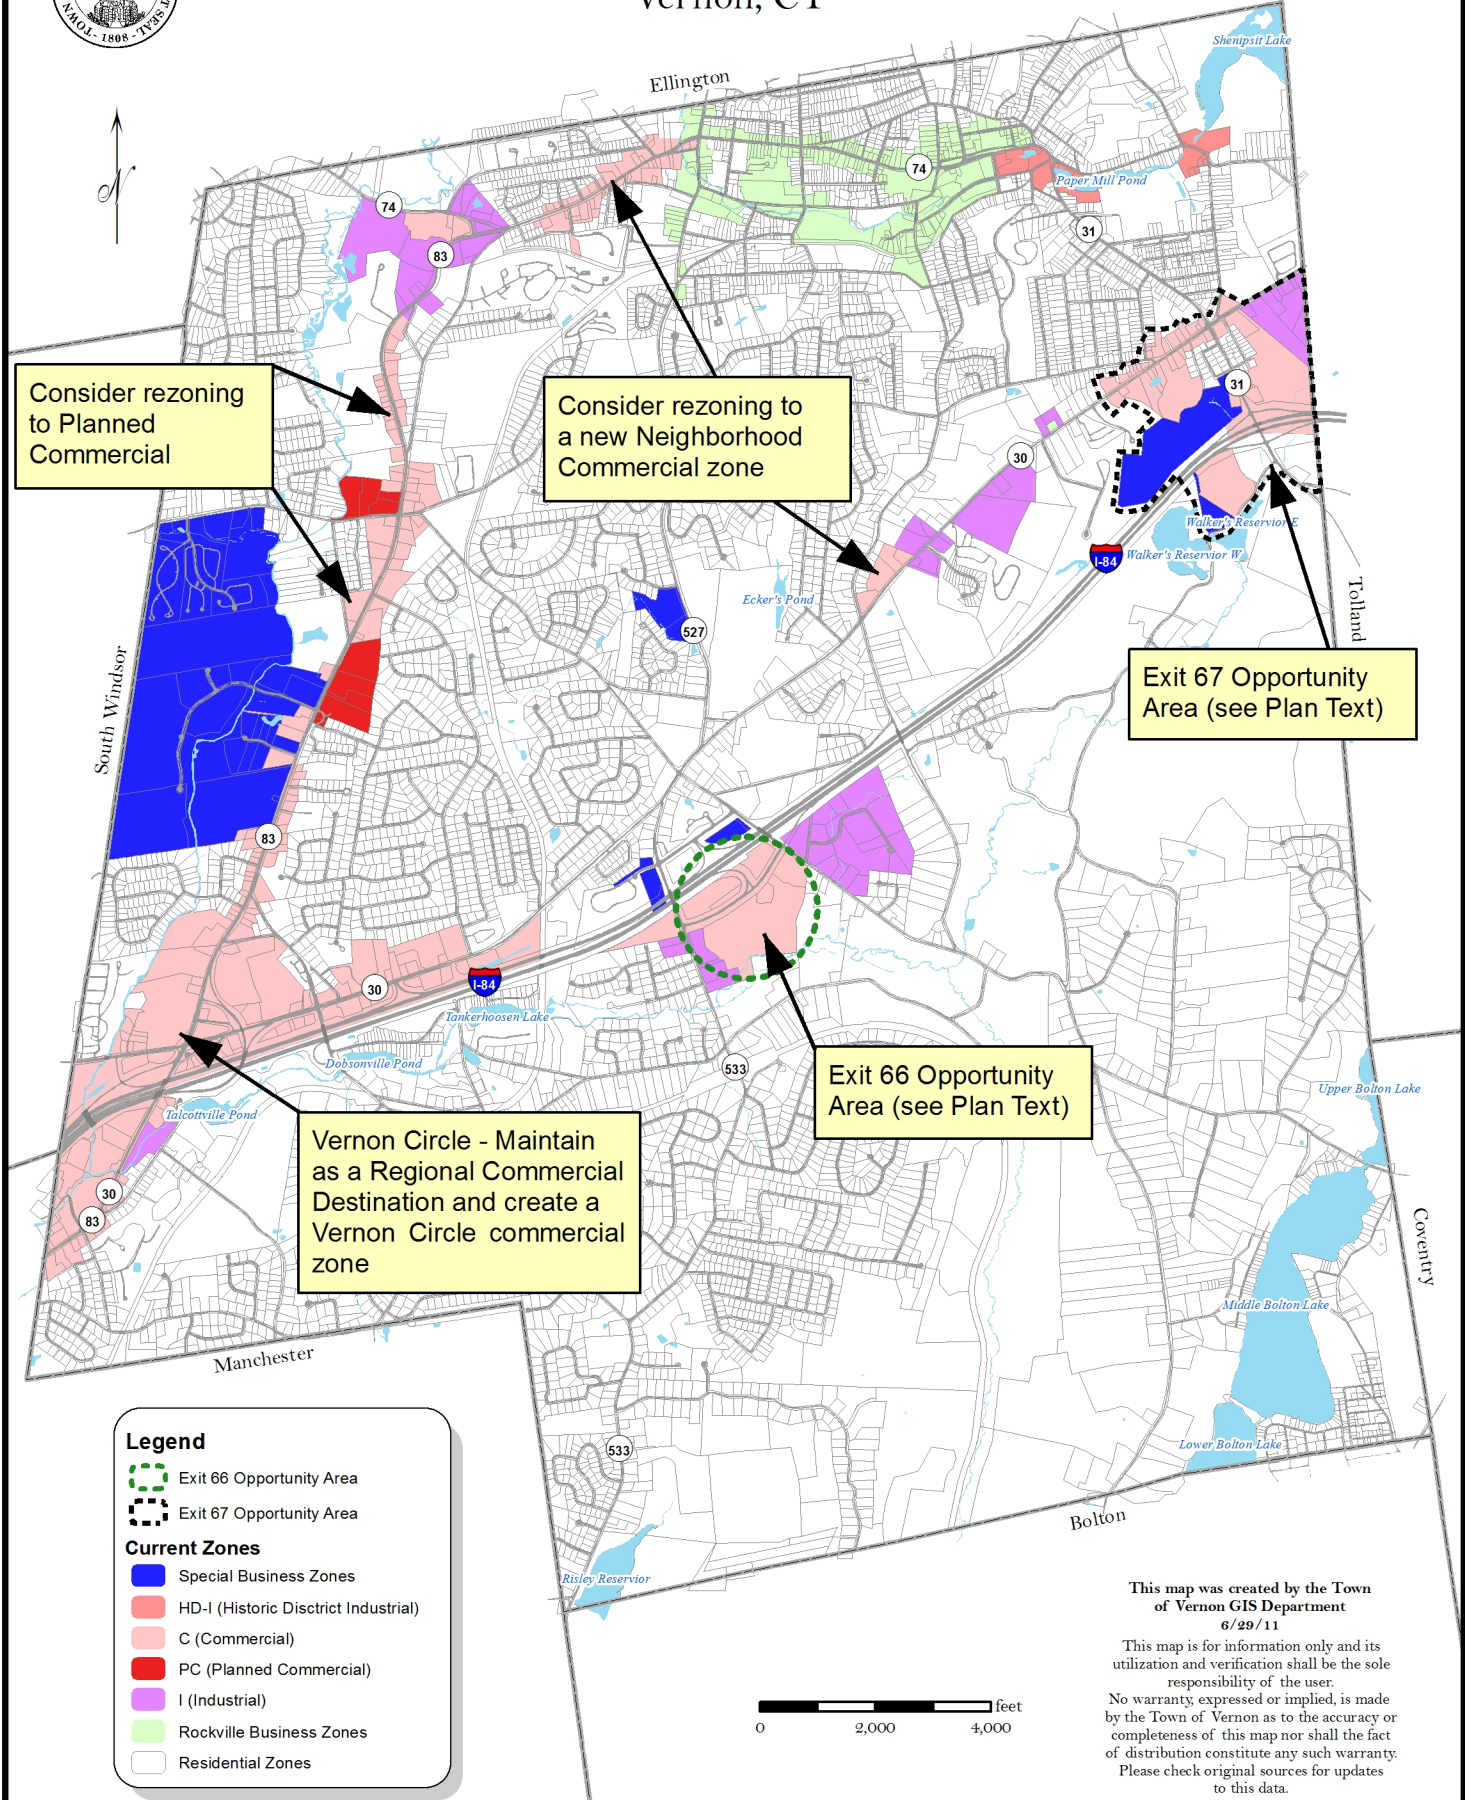 Vernon, CT
TOWN
1808
SEAL
Ellington
Shenipsit Lake
74
Paper Mill Pond
74
31
83
N
31
Consider rezoning
to Planned
Commercial
Consider rezoning to
a new Neighborhood
Commercial zone
30
Walker's Reservior E
Walker's Reservior W
I-84
Ecker's Pond
Tolland
527
South Windsor
Exit 67 Opportunity
Area (see Plan Text)
83
30
I-84
Tankerhoosen Lake
Dobsonville Pond
533
Exit 66 Opportunity
Area (see Plan Text)
Upper Bolton Lake
Talcottville Pond
Vernon Circle - Maintain
as a Regional Commercial
Destination and create a
Vernon Circle commercial
zone
30
83
Coventry
Middle Bolton Lake
Manchester
Lower Bolton Lake
533
Bolton
Risley Reservior
Legend
Exit 66 Opportunity Area
Exit 67 Opportunity Area
Current Zones
Special Business Zones
HD-I (Historic Disctrict Industrial)
C (Commercial)
PC (Planned Commercial)
I (Industrial)
Rockville Business Zones
Residential Zones
feet
0 2,000 4,000
This map was created by the Town
of Vernon GIS Department
6/29/11
This map is for information only and its
utilization and verification shall be the sole
responsibility of the user.
No warranty, expressed or implied, is made
by the Town of Vernon as to the accuracy or
completeness of this map nor shall the fact
of distribution constitute any such warranty.
Please check original sources for updates
to this data.